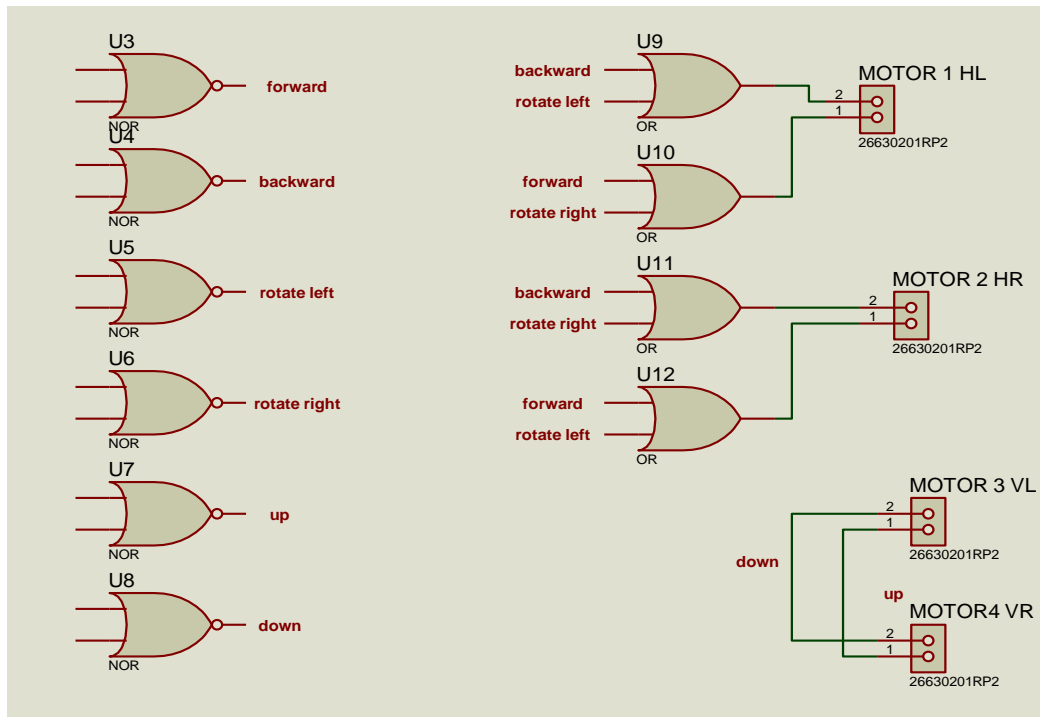 U3
forward
NOR
U4
backward
NOR
U5
rotate left
NOR
U6
rotate right
NOR
U7
up
NOR
U8
down
NOR
U9
backward
rotate left
OR
MOTOR 1 HL
2
1
26630201RP2
U10
forward
rotate right
OR
U11
backward
rotate right
OR
MOTOR 2 HR
2
1
26630201RP2
U12
forward
rotate left
OR
MOTOR 3 VL
2
1
26630201RP2
down
up
MOTOR4 VR
2
1
26630201RP2